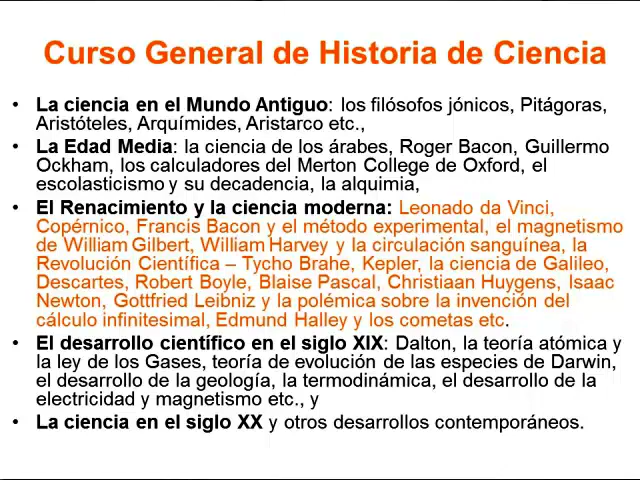 Curso General de Historia de Ciencia
• La ciencia en el Mundo Antiguo: los filósofos jónicos, Pitágoras,
Aristóteles, Arquímides, Aristarco etc.,
• La Edad Media: la ciencia de los árabes, Roger Bacon, Guillermo
Ockham, los calculadores del Merton College de Oxford, el
escolasticismo y su decadencia, la alquimia,
• El Renacimiento y la ciencia moderna: Leonado da Vinci,
Copérnico, Francis Bacon y el método experimental, el magnetismo
de William Gilbert, William Harvey y la circulación sanguínea, la
Revolución Científica – Tycho Brahe, Kepler, la ciencia de Galileo,
Descartes, Robert Boyle, Blaise Pascal, Christiaan Huygens, Isaac
Newton, Gottfried Leibniz y la polémica sobre la invención del
cálculo infinitesimal, Edmund Halley y los cometas etc.
• El desarrollo científico en el siglo XIX: Dalton, la teoría atómica y
la ley de los Gases, teoría de evolución de las especies de Darwin,
el desarrollo de la geología, la termodinámica, el desarrollo de la
electricidad y magnetismo etc., y
• La ciencia en el siglo XX y otros desarrollos contemporáneos.